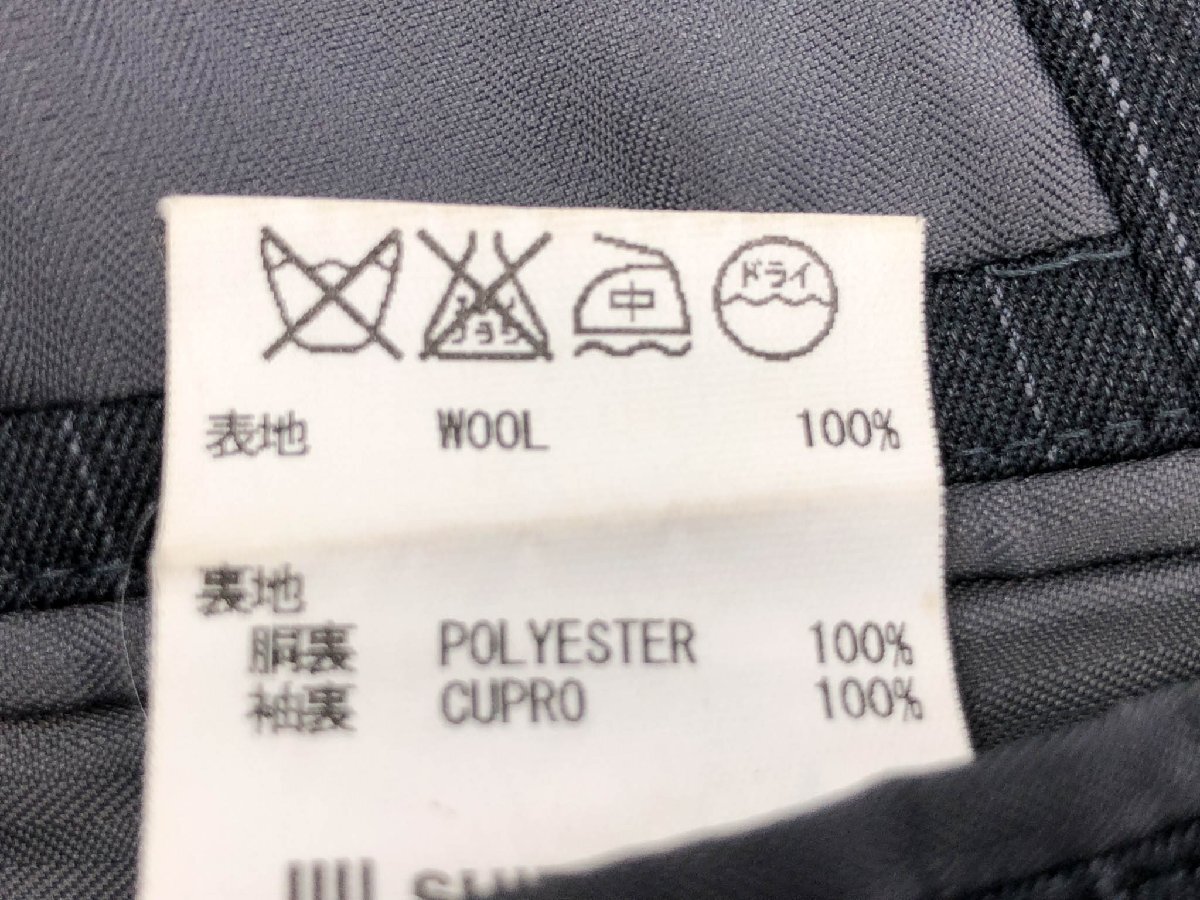 エンソ サラシ 中 ドライ
表地 WOOL 100%
裏地
胴裏 POLYESTER 100%
袖裏 CUPRO 100%